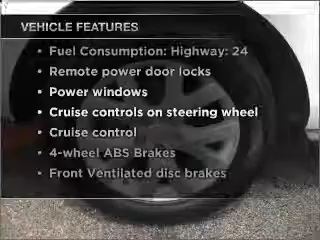 VEHICLE FEATURES
• Fuel Consumption: Highway: 24
• Remote power door locks
• Power windows
• Cruise controls on steering wheel
• Cruise control
• 4-wheel ABS Brakes
• Front Ventilated disc brakes